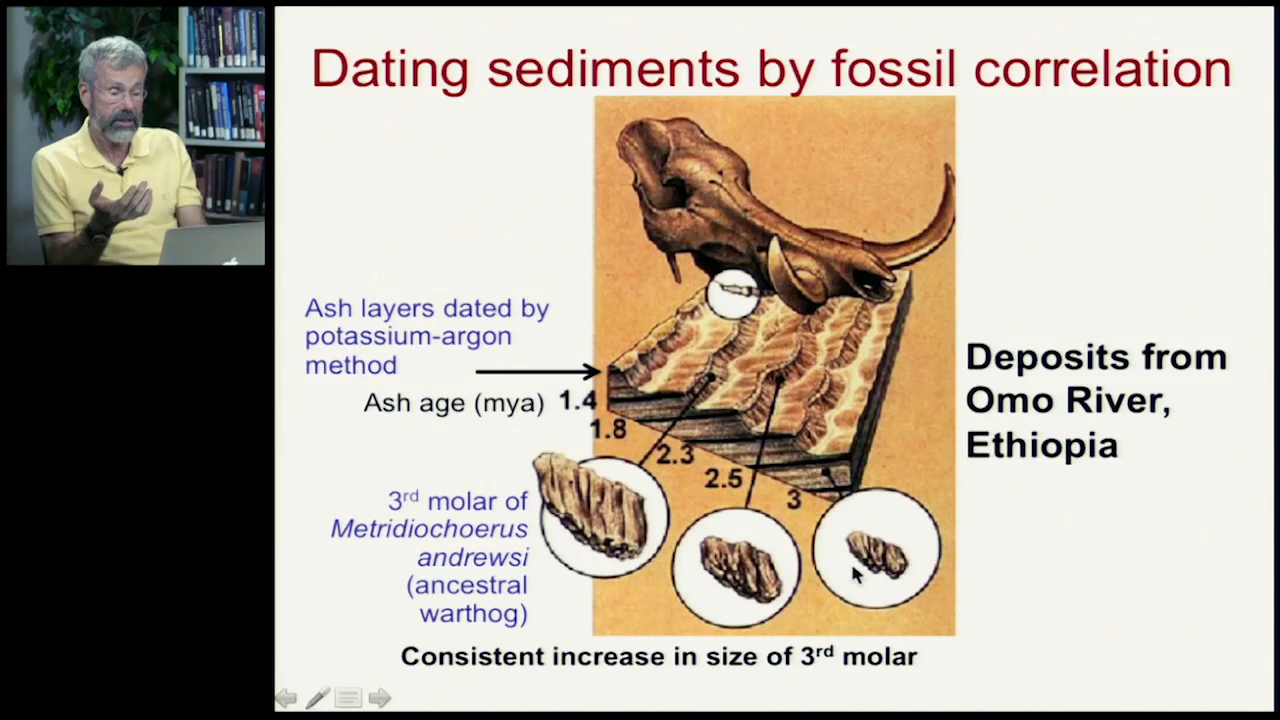 Dating sediments by fossil correlation
Ash layers dated by
potassium-argon
method
Ash age (mya)
1.4
1.8
2.3
2.5
3
Deposits from
Omo River,
Ethiopia
3rd molar of
Metridiochoerus
andrewsi
(ancestral
warthog)
Consistent increase in size of 3rd molar